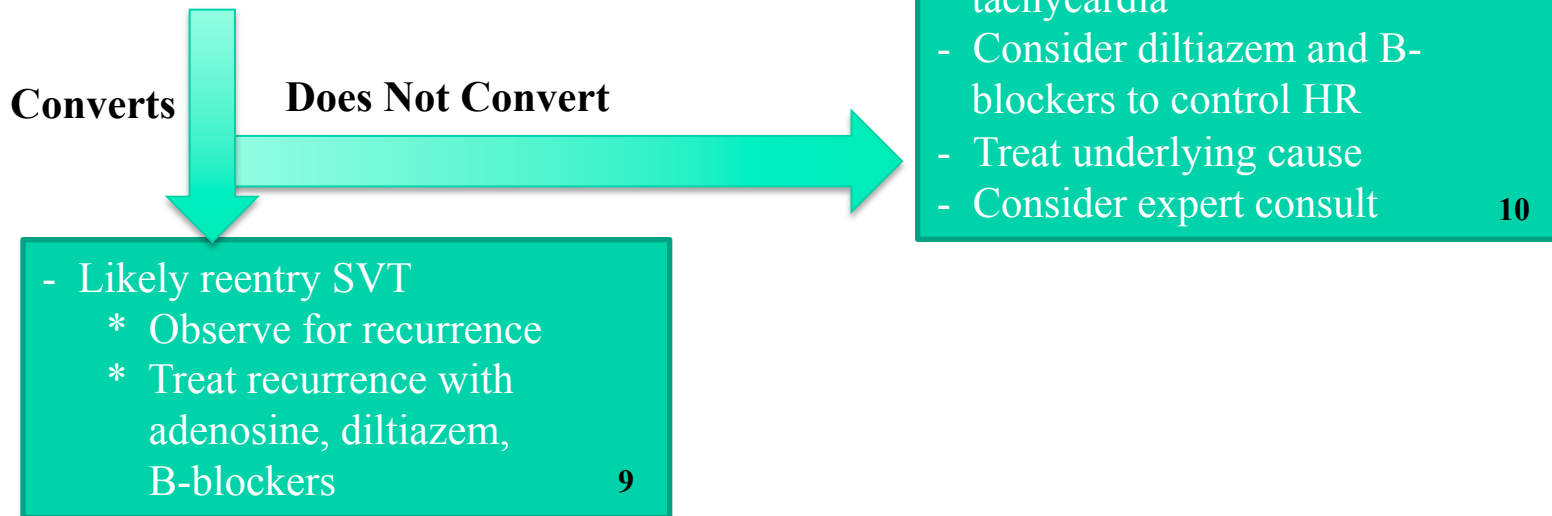 tachycardia
- Consider diltiazem and B-
blockers to control HR
- Treat underlying cause
- Consider expert consult 10
Converts
Does Not Convert
- Likely reentry SVT
* Observe for recurrence
* Treat recurrence with
adenosine, diltiazem,
B-blockers 9